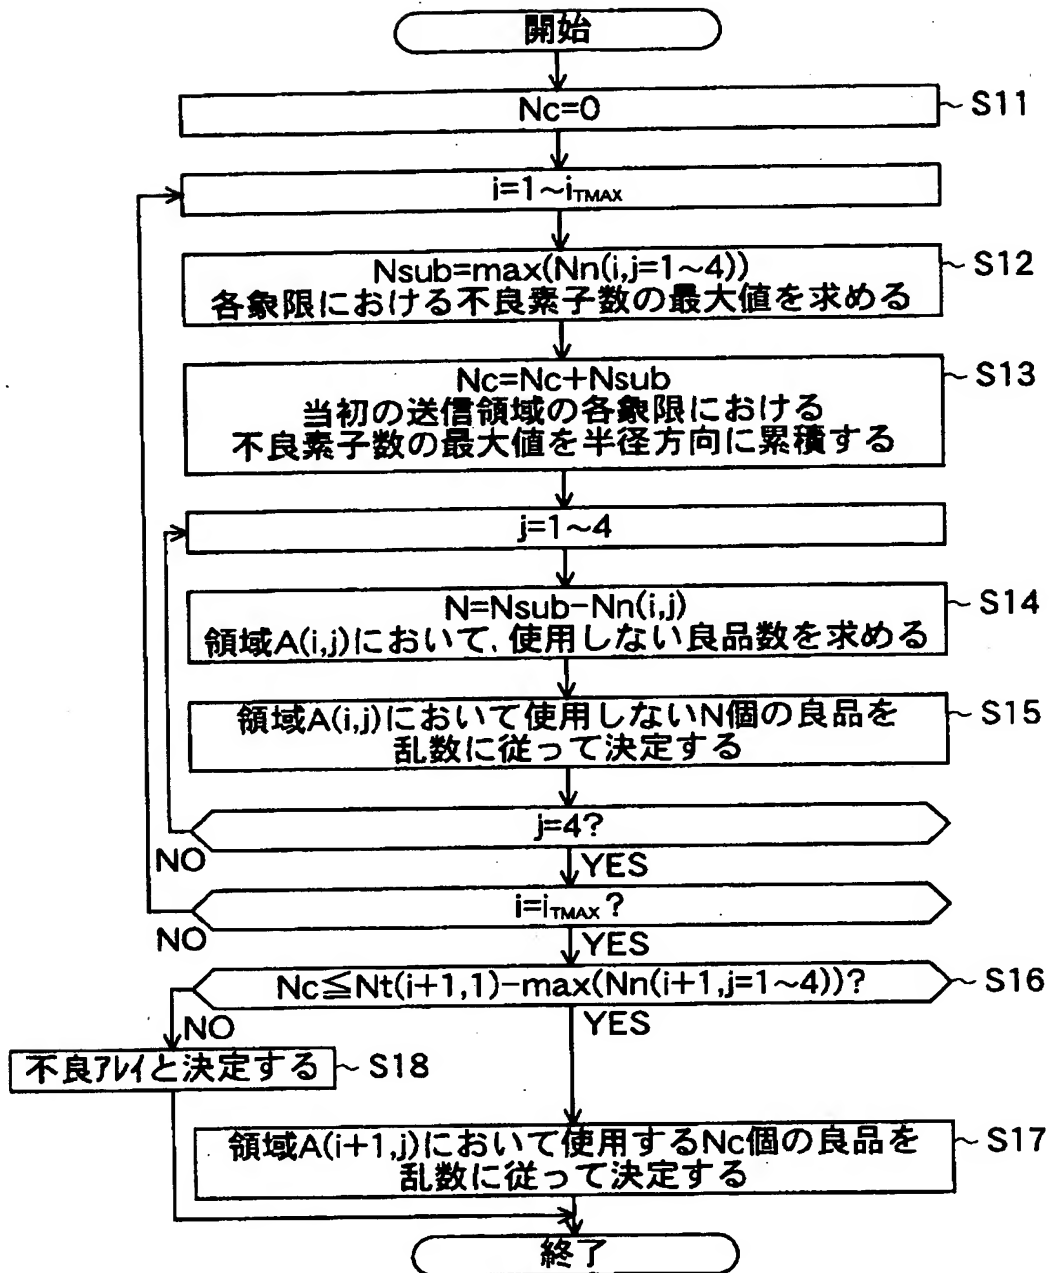 開始
Nc=0
~S11
i=1~iTMAX
Nsub=max(Nn(i,j=1~4))
各象限における不良素子数の最大値を求める
~S12
Nc=Nc+Nsub
当初の送信領域の各象限における
不良素子数の最大値を半径方向に累積する
~S13
j=1~4
N=Nsub-Nn(i,j)
領域A(i,j)において、使用しない良品数を求める
~S14
領域A(i,j)において使用しないN個の良品を
乱数に従って決定する
~S15
j=4?
NO
YES
i=iTMAX?
NO
YES
Nc≦Nt(i+1,1)-max(Nn(i+1,j=1~4))?
~S16
NO
YES
不良ｱﾚｲと決定する
~S18
領域A(i+1,j)において使用するNc個の良品を
乱数に従って決定する
~S17
終了